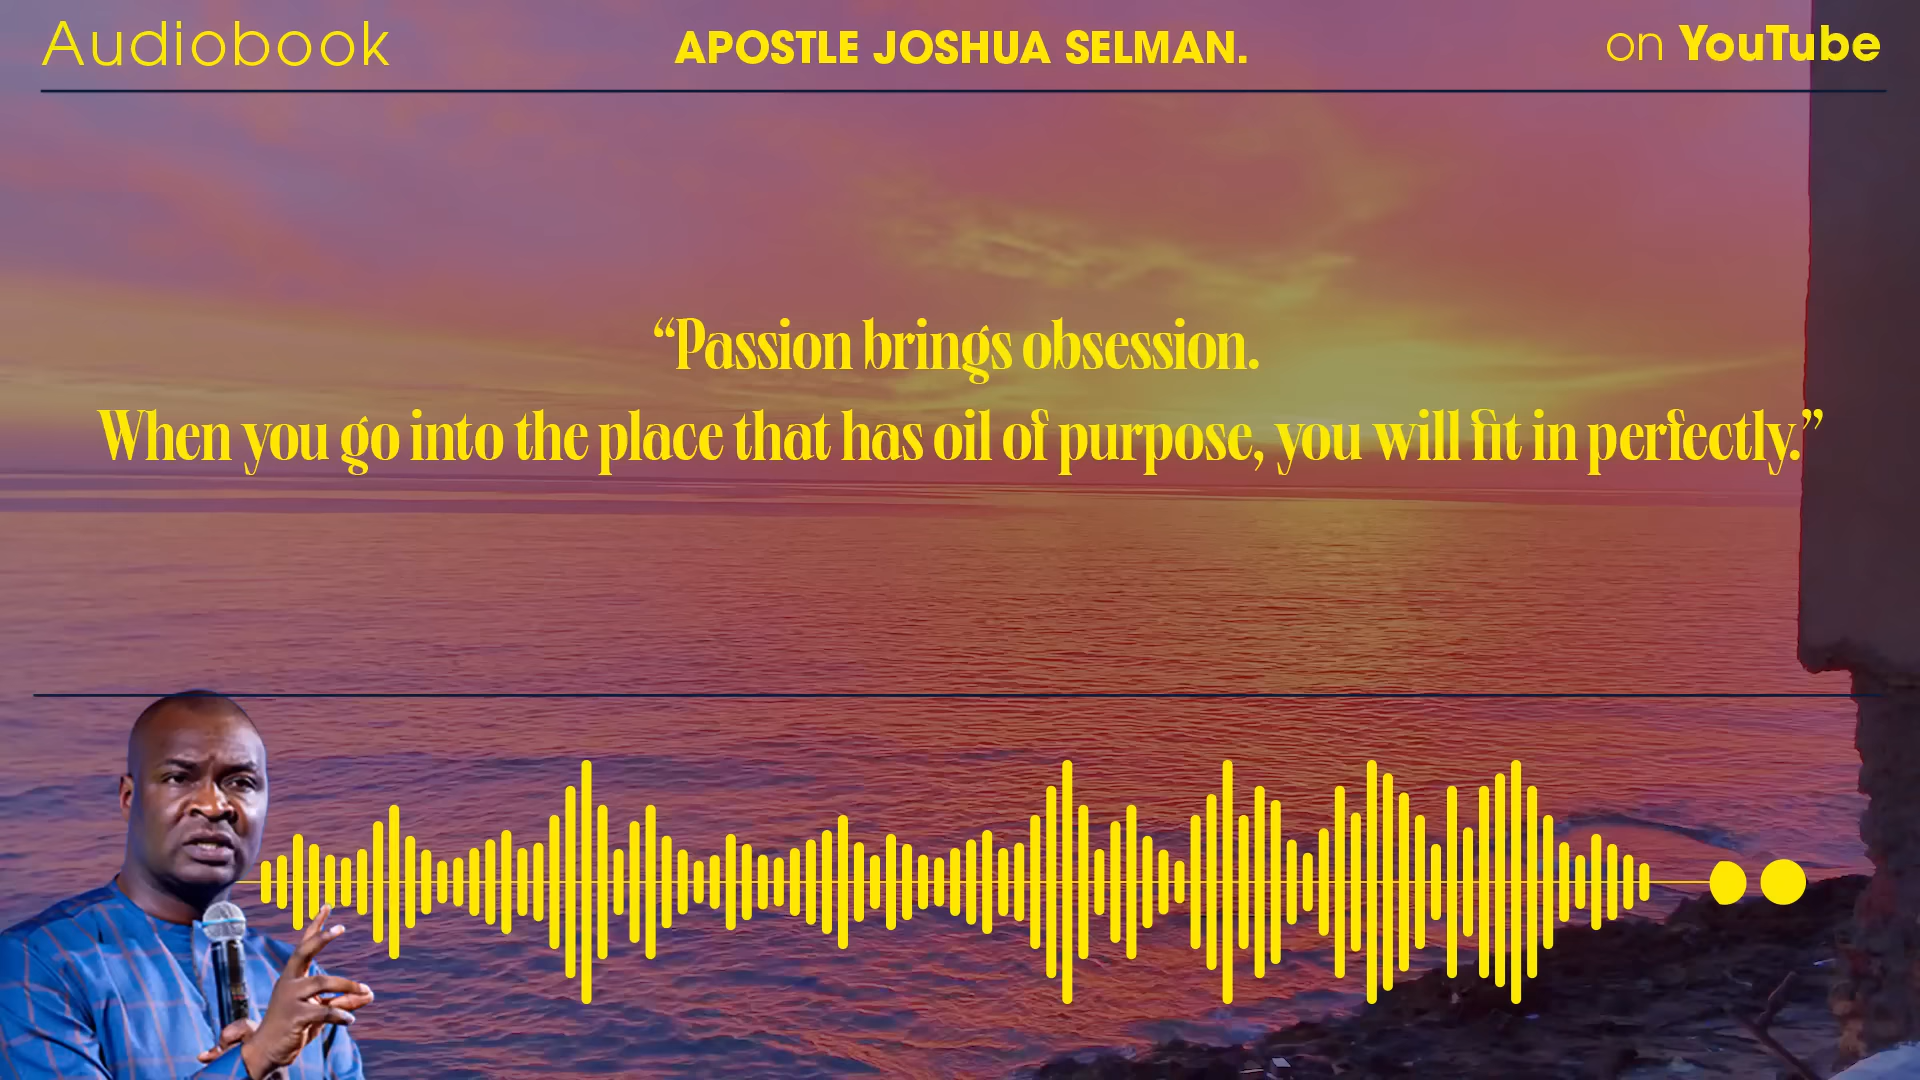 Audiobook
APOSTLE JOSHUA SELMAN.
on YouTube
“Passion brings obsession.
When you go into the place that has oil of purpose, you will fit in perfectly.”